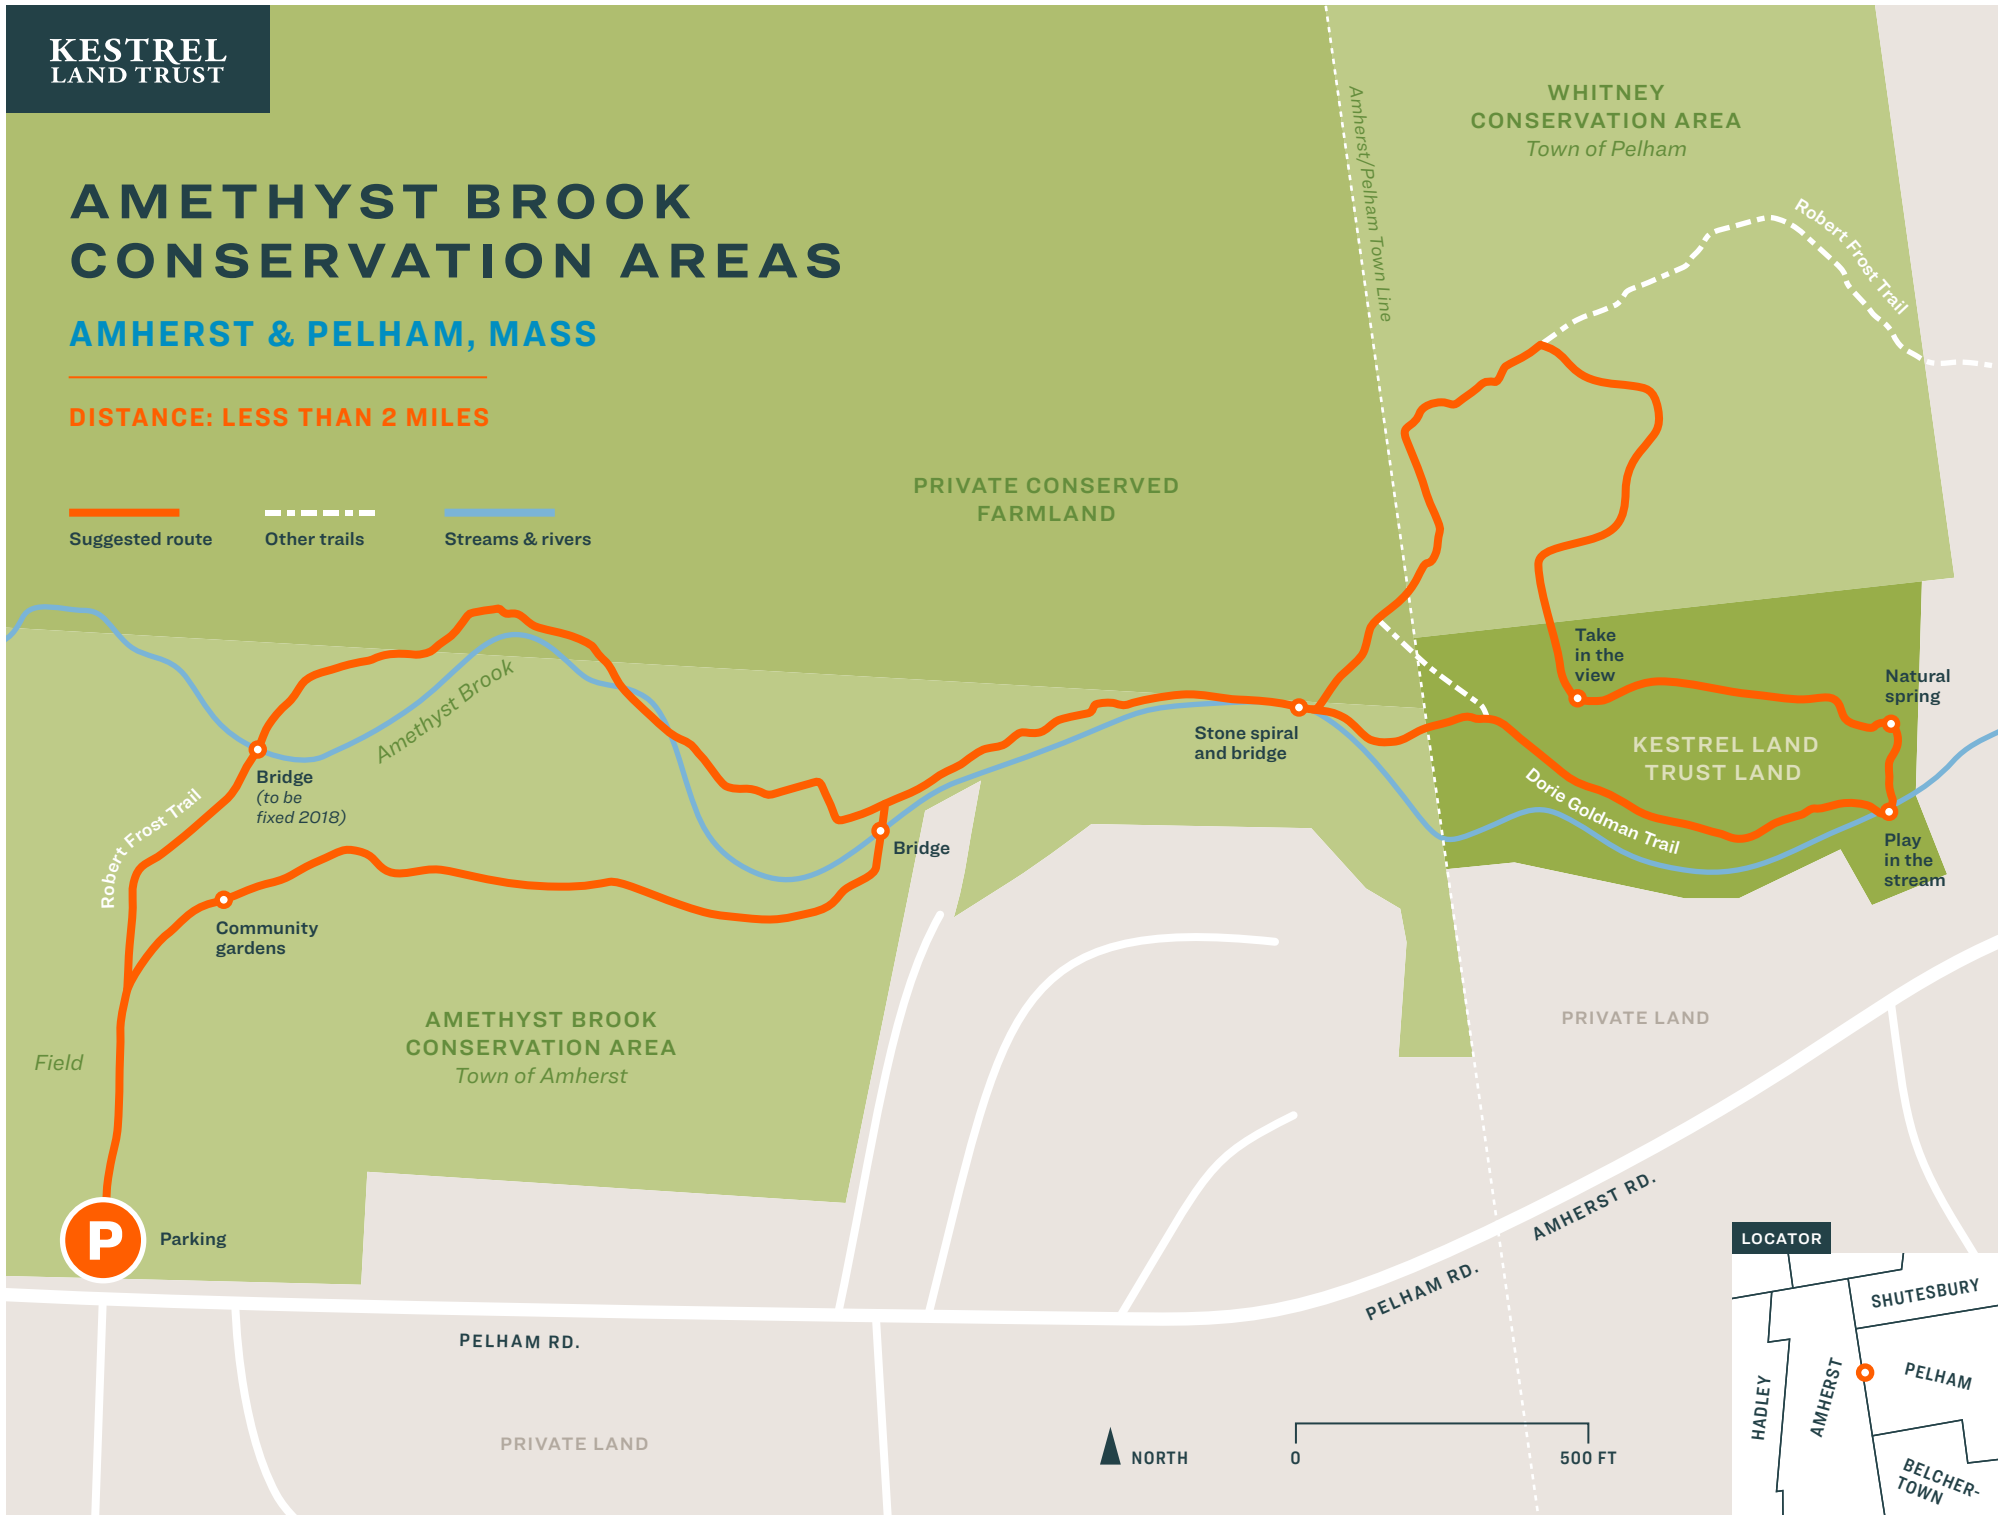 KESTREL
LAND TRUST
AMETHYST BROOK
CONSERVATION AREAS
AMHERST & PELHAM, MASS
DISTANCE: LESS THAN 2 MILES
Suggested route
Other trails
Streams & rivers
WHITNEY
CONSERVATION AREA
Town of Pelham
Amherst/Pelham Town Line
Robert Frost Trail
PRIVATE CONSERVED
FARMLAND
Amethyst Brook
Take
in the
view
Natural
spring
Stone spiral
and bridge
KESTREL LAND
TRUST LAND
Dorie Goldman Trail
Play
in the
stream
Bridge
(to be
fixed 2018)
Robert Frost Trail
Bridge
Community
gardens
AMETHYST BROOK
CONSERVATION AREA
Town of Amherst
Field
PRIVATE LAND
P
Parking
AMHERST RD.
PELHAM RD.
PELHAM RD.
PRIVATE LAND
NORTH
0
500 FT
LOCATOR
SHUTESBURY
PELHAM
AMHERST
HADLEY
BELCHER-
TOWN